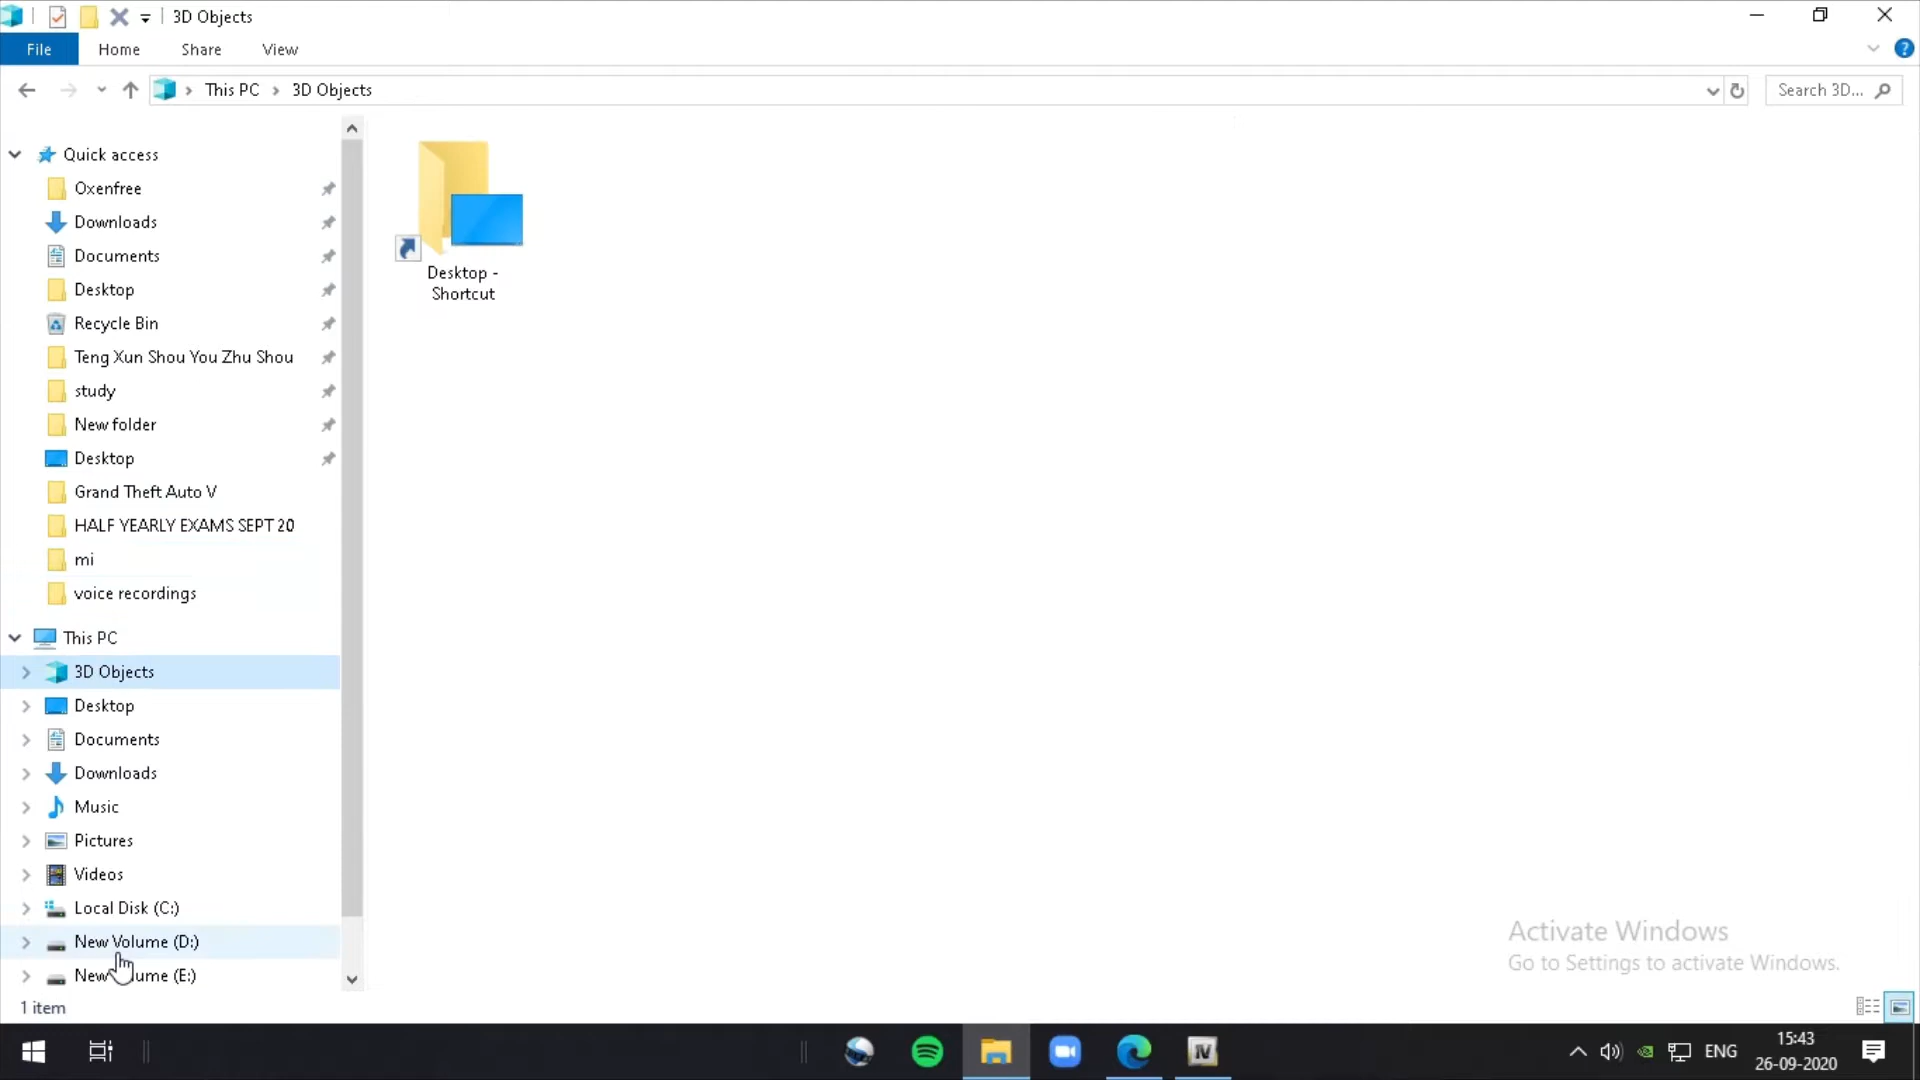 3D Objects
File
Home
Share
View
This PC
3D Objects
Search 3D...
Quick access
Oxenfree
Downloads
Documents
Desktop
Recycle Bin
Teng Xun Shou You Zhu Shou
study
New folder
Desktop
Grand Theft Auto V
HALF YEARLY EXAMS SEPT 20
mi
voice recordings
This PC
3D Objects
Desktop
Documents
Downloads
Music
Pictures
Videos
Local Disk (C:)
New Volume (D:)
New Volume (E:)
Desktop -
Shortcut
Activate Windows
Go to Settings to activate Windows.
1 item
IV
ENG
15:43
26-09-2020